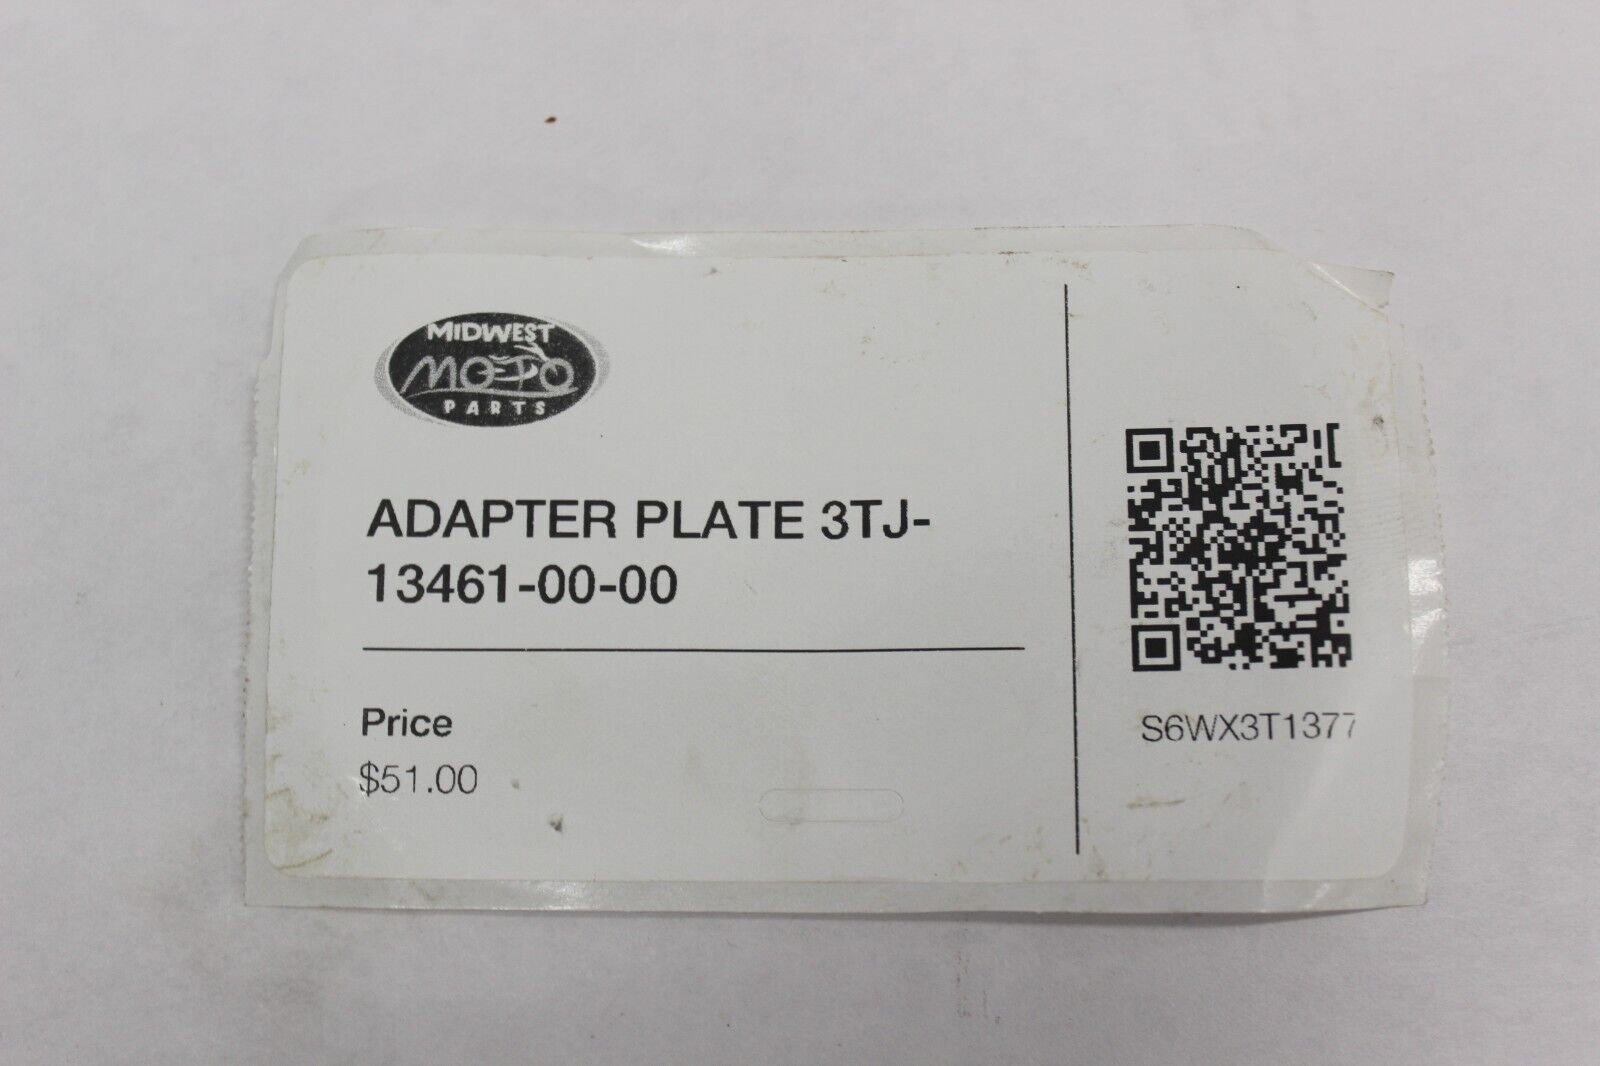 MIDWEST
MOTO
PARTS
ADAPTER PLATE 3TJ-
13461-00-00
Price
$51.00
S6WX3T1377